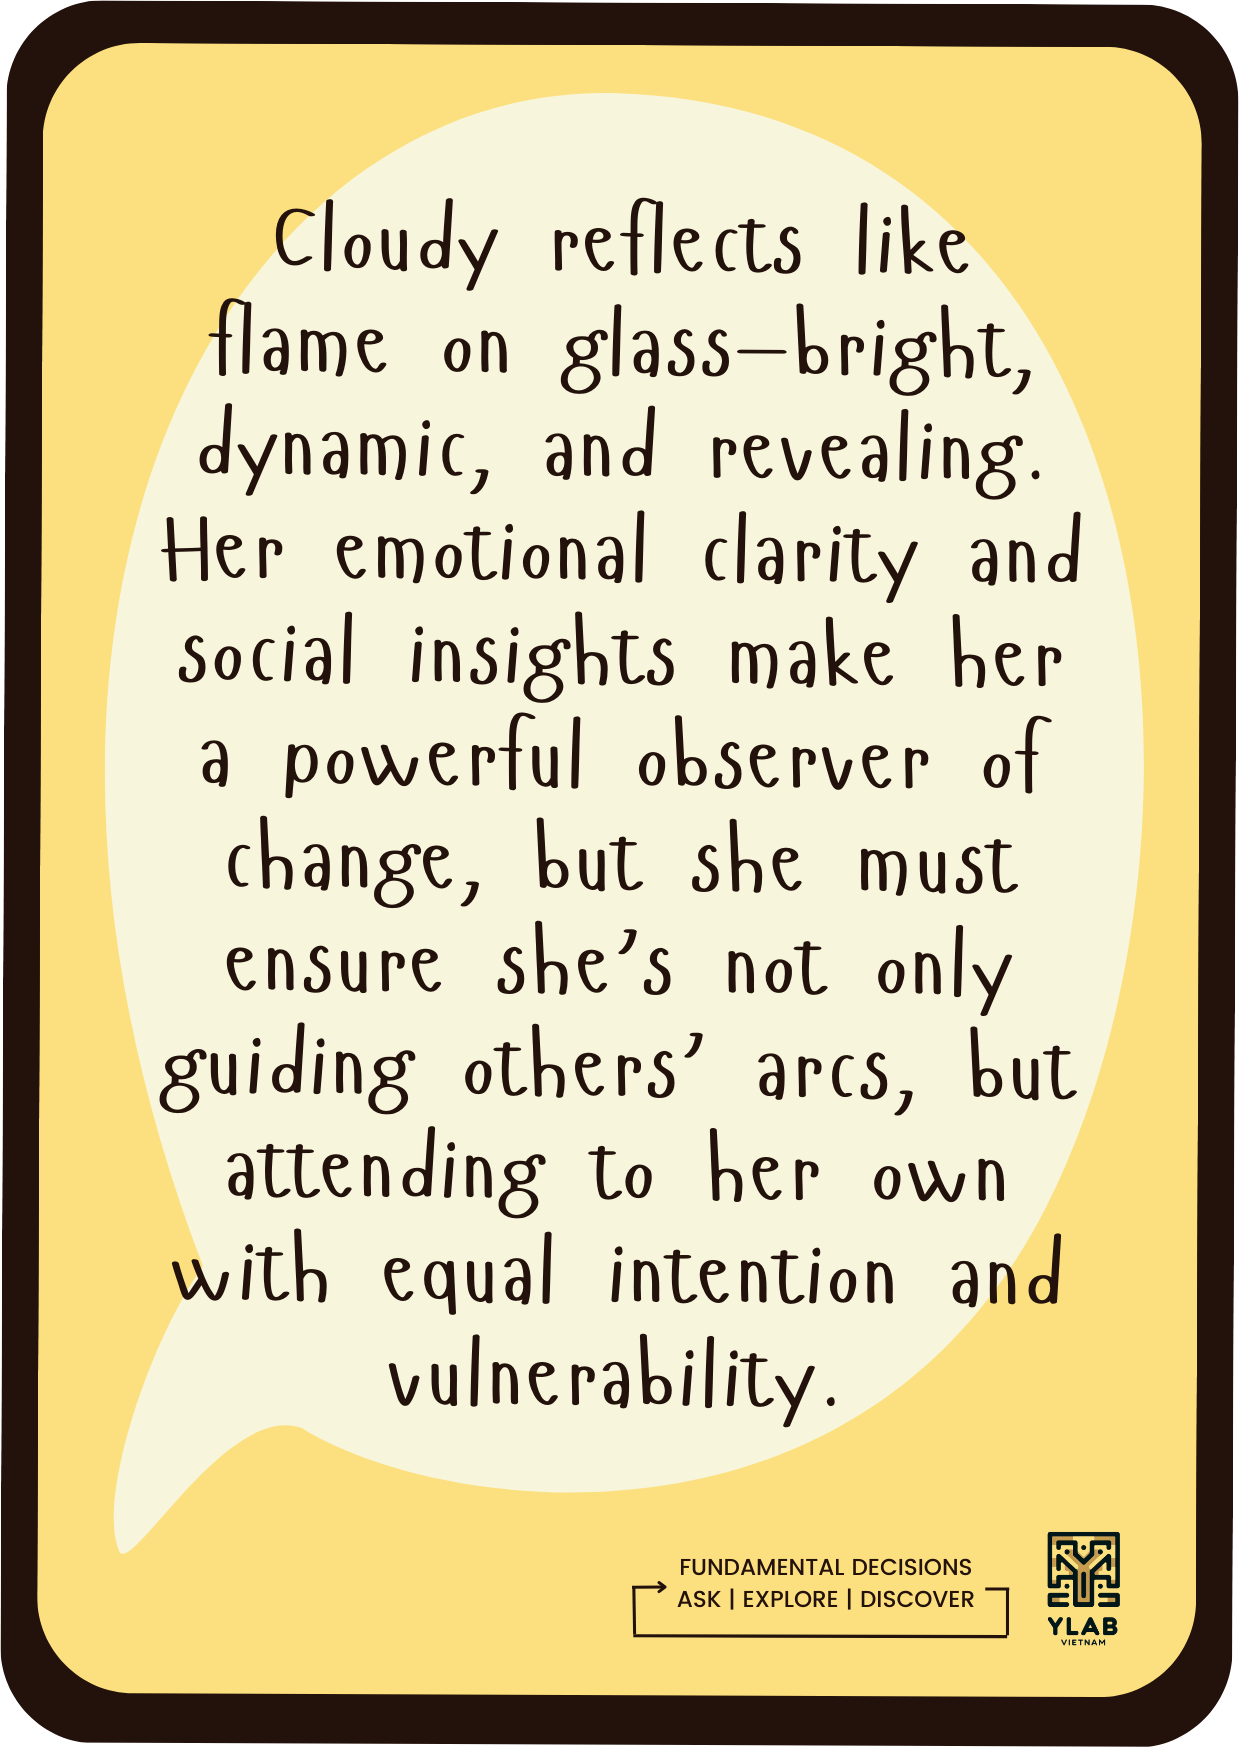 Cloudy reflects like
flame on glass—bright,
dynamic, and revealing.
Her emotional clarity and
social insights make her
a powerful observer of
change, but she must
ensure she’s not only
guiding others’ arcs, but
attending to her own
with equal intention and
vulnerability.
FUNDAMENTAL DECISIONS
ASK | EXPLORE | DISCOVER
YLAB
VIETNAM